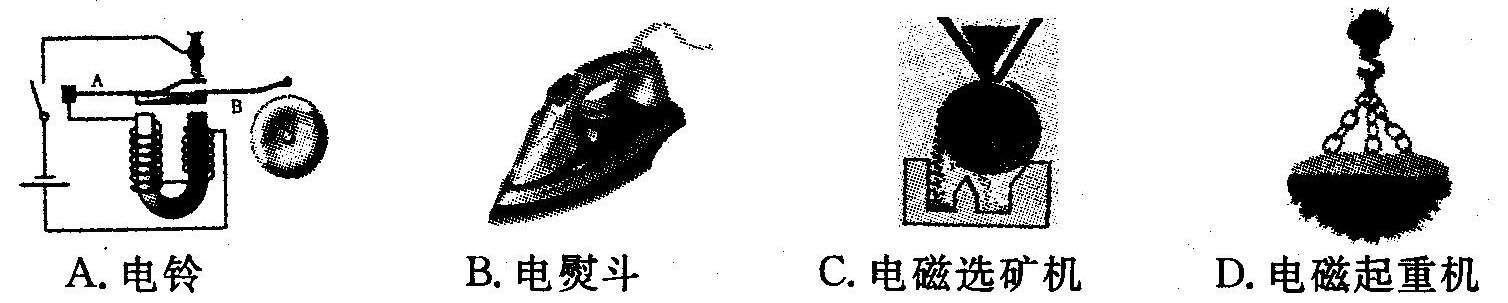 A
B
A. 电铃
B. 电熨斗
C. 电磁选矿机
D. 电磁起重机